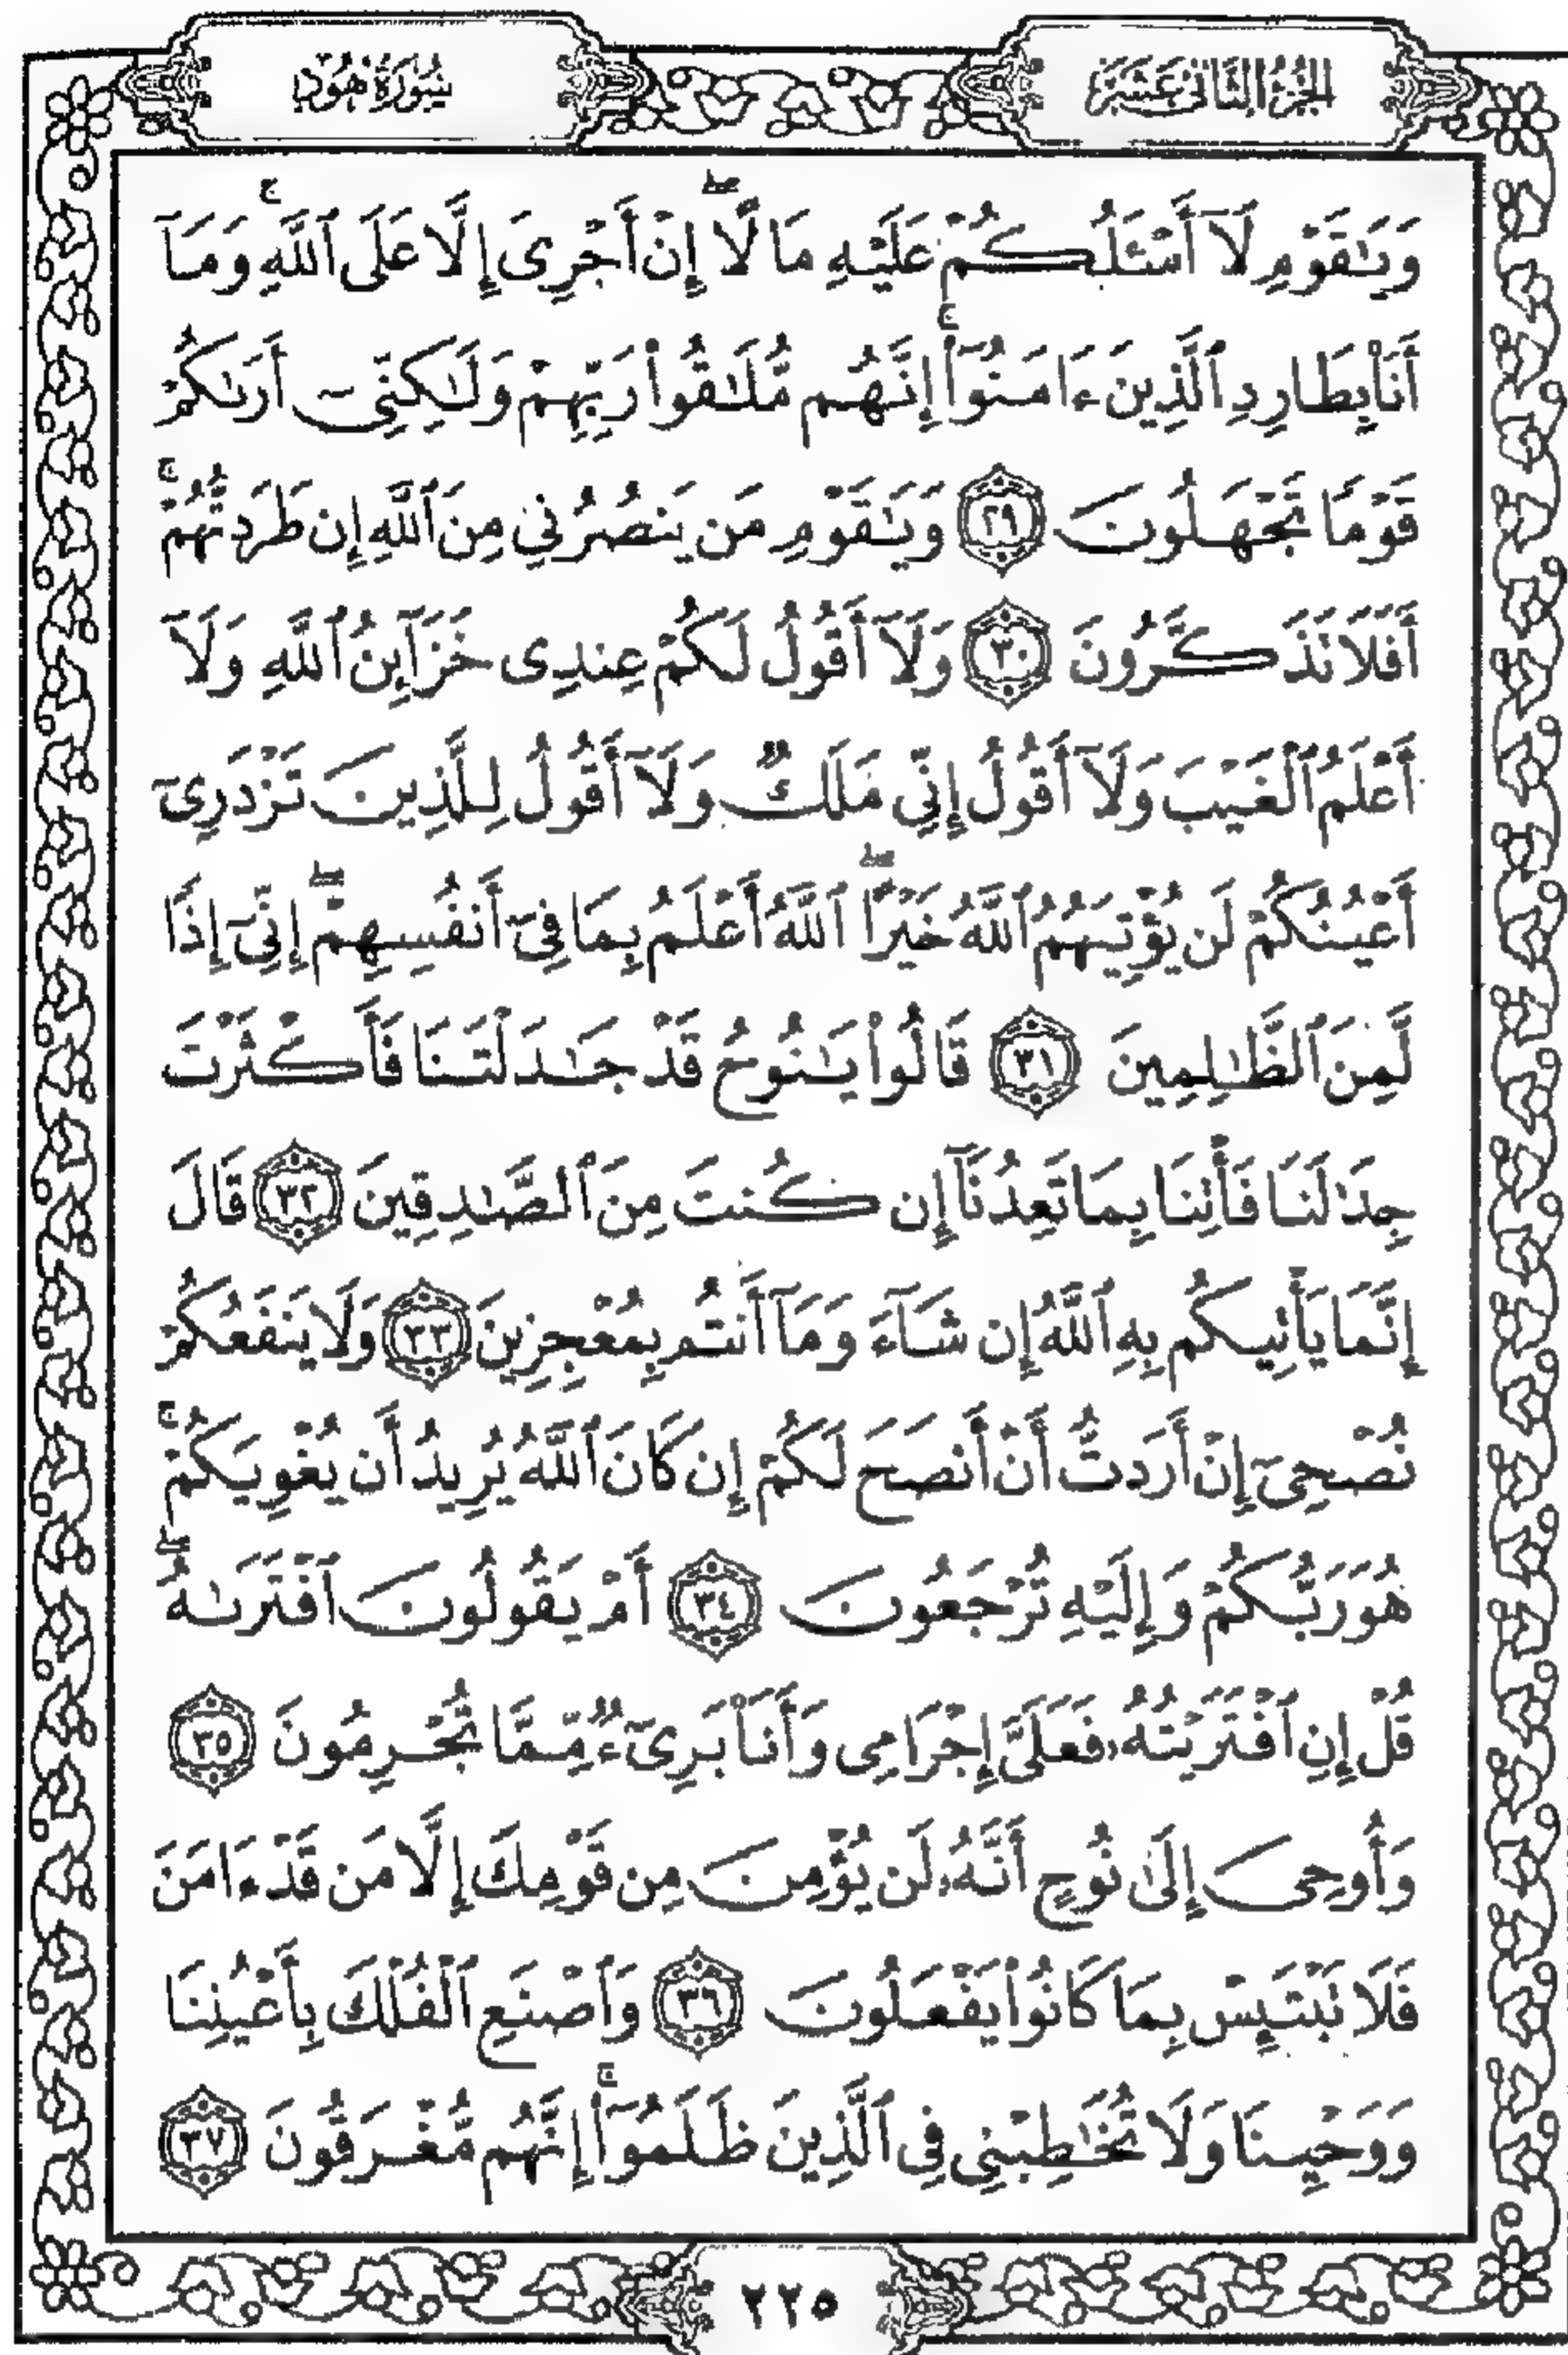 الجزء الثاني عشر
سورة هود
وَيَٰقَوْمِ لَآ أَسْـَٔلُكُمْ عَلَيْهِ مَالًا ۖ إِنْ أَجْرِىَ إِلَّا عَلَى ٱللَّهِ ۚ وَمَآ
أَنَا۠ بِطَارِدِ ٱلَّذِينَ ءَامَنُوٓا۟ ۚ إِنَّهُم مُّلَٰقُوا۟ رَبِّهِمْ وَلَٰكِنِّىٓ أَرَىٰكُمْ
قَوْمًا تَجْهَلُونَ ٢٩ وَيَٰقَوْمِ مَن يَنصُرُنِي مِنَ ٱللَّهِ إِن طَرَدتُّهُمْ ۚ
أَفَلَا تَذَكَّرُونَ ٣٠ وَلَآ أَقُولُ لَكُمْ عِندِى خَزَآئِنُ ٱللَّهِ وَلَآ
أَعْلَمُ ٱلْغَيْبَ وَلَآ أَقُولُ إِنِّي مَلَكٌ وَلَآ أَقُولُ لِلَّذِينَ تَزْدَرِىٓ
أَعْيُنُكُمْ لَن يُؤْتِيَهُمُ ٱللَّهُ خَيْرًا ۖ ٱللَّهُ أَعْلَمُ بِمَا فِىٓ أَنفُسِهِمْ ۖ إِنِّىٓ إِذًا
لَّمِنَ ٱلظَّٰلِمِينَ ٣١ قَالُوا۟ يَٰنُوحُ قَدْ جَٰدَلْتَنَا فَأَكْثَرْتَ
جِدَٰلَنَا فَأْتِنَا بِمَا تَعِدُنَآ إِن كُنتَ مِنَ ٱلصَّٰدِقِينَ ٣٢ قَالَ
إِنَّمَا يَأْتِيكُم بِهِ ٱللَّهُ إِن شَآءَ وَمَآ أَنتُم بِمُعْجِزِينَ ٣٣ وَلَا يَنفَعُكُمْ
نُصْحِىٓ إِنْ أَرَدتُّ أَنْ أَنصَحَ لَكُمْ إِن كَانَ ٱللَّهُ يُرِيدُ أَن يُغْوِيَكُمْ ۚ
هُوَ رَبُّكُمْ وَإِلَيْهِ تُرْجَعُونَ ٣٤ أَمْ يَقُولُونَ ٱفْتَرَىٰهُ ۖ
قُلْ إِنِ ٱفْتَرَيْتُهُۥ فَعَلَىَّ إِجْرَامِى وَأَنَا۠ بَرِىٓءٌ مِّمَّا تُجْرِمُونَ ٣٥
وَأُوحِىَ إِلَىٰ نُوحٍ أَنَّهُۥ لَن يُؤْمِنَ مِن قَوْمِكَ إِلَّا مَن قَدْ ءَامَنَ
فَلَا تَبْتَئِسْ بِمَا كَانُوا۟ يَفْعَلُونَ ٣٦ وَٱصْنَعِ ٱلْفُلْكَ بِأَعْيُنِنَا
وَوَحْيِنَا وَلَا تُخَٰطِبْنِى فِى ٱلَّذِينَ ظَلَمُوٓا۟ ۚ إِنَّهُم مُّغْرَقُونَ ٣٧
٢٢٥